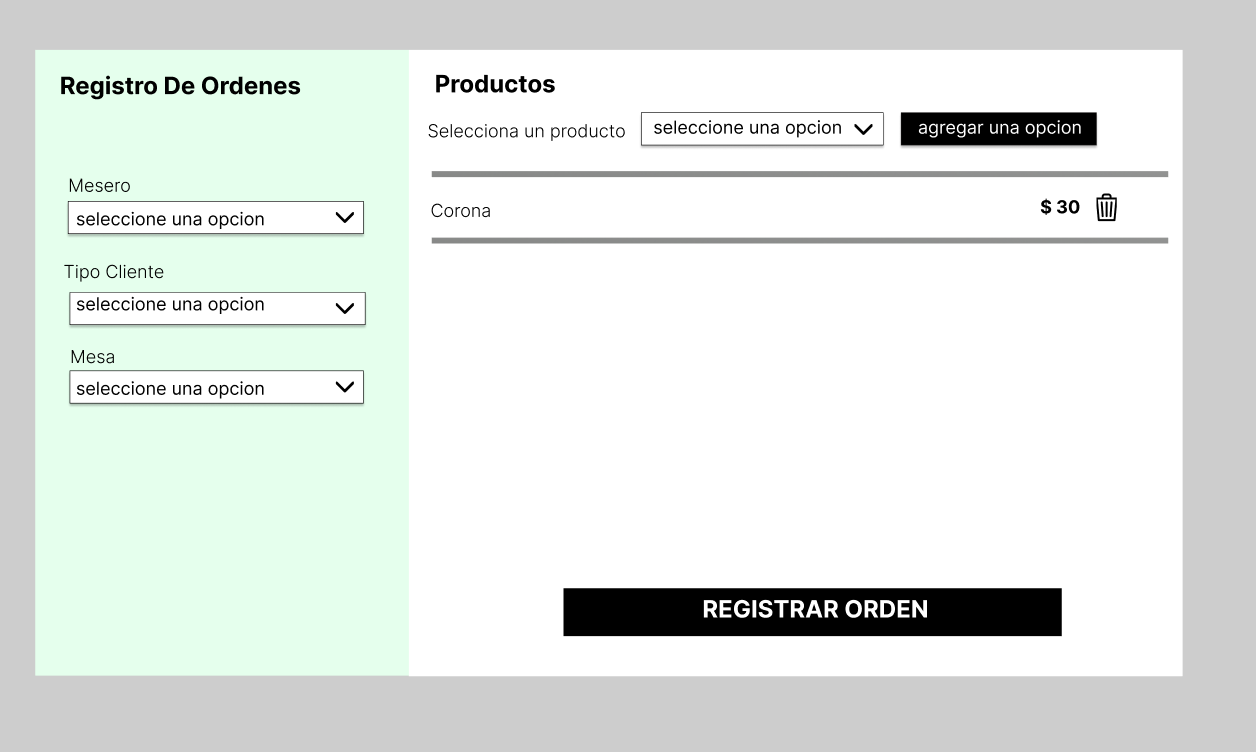 Registro De Ordenes
Mesero
seleccione una opcion
Tipo Cliente
seleccione una opcion
Mesa
seleccione una opcion
Productos
Selecciona un producto
seleccione una opcion
agregar una opcion
Corona
$ 30
REGISTRAR ORDEN